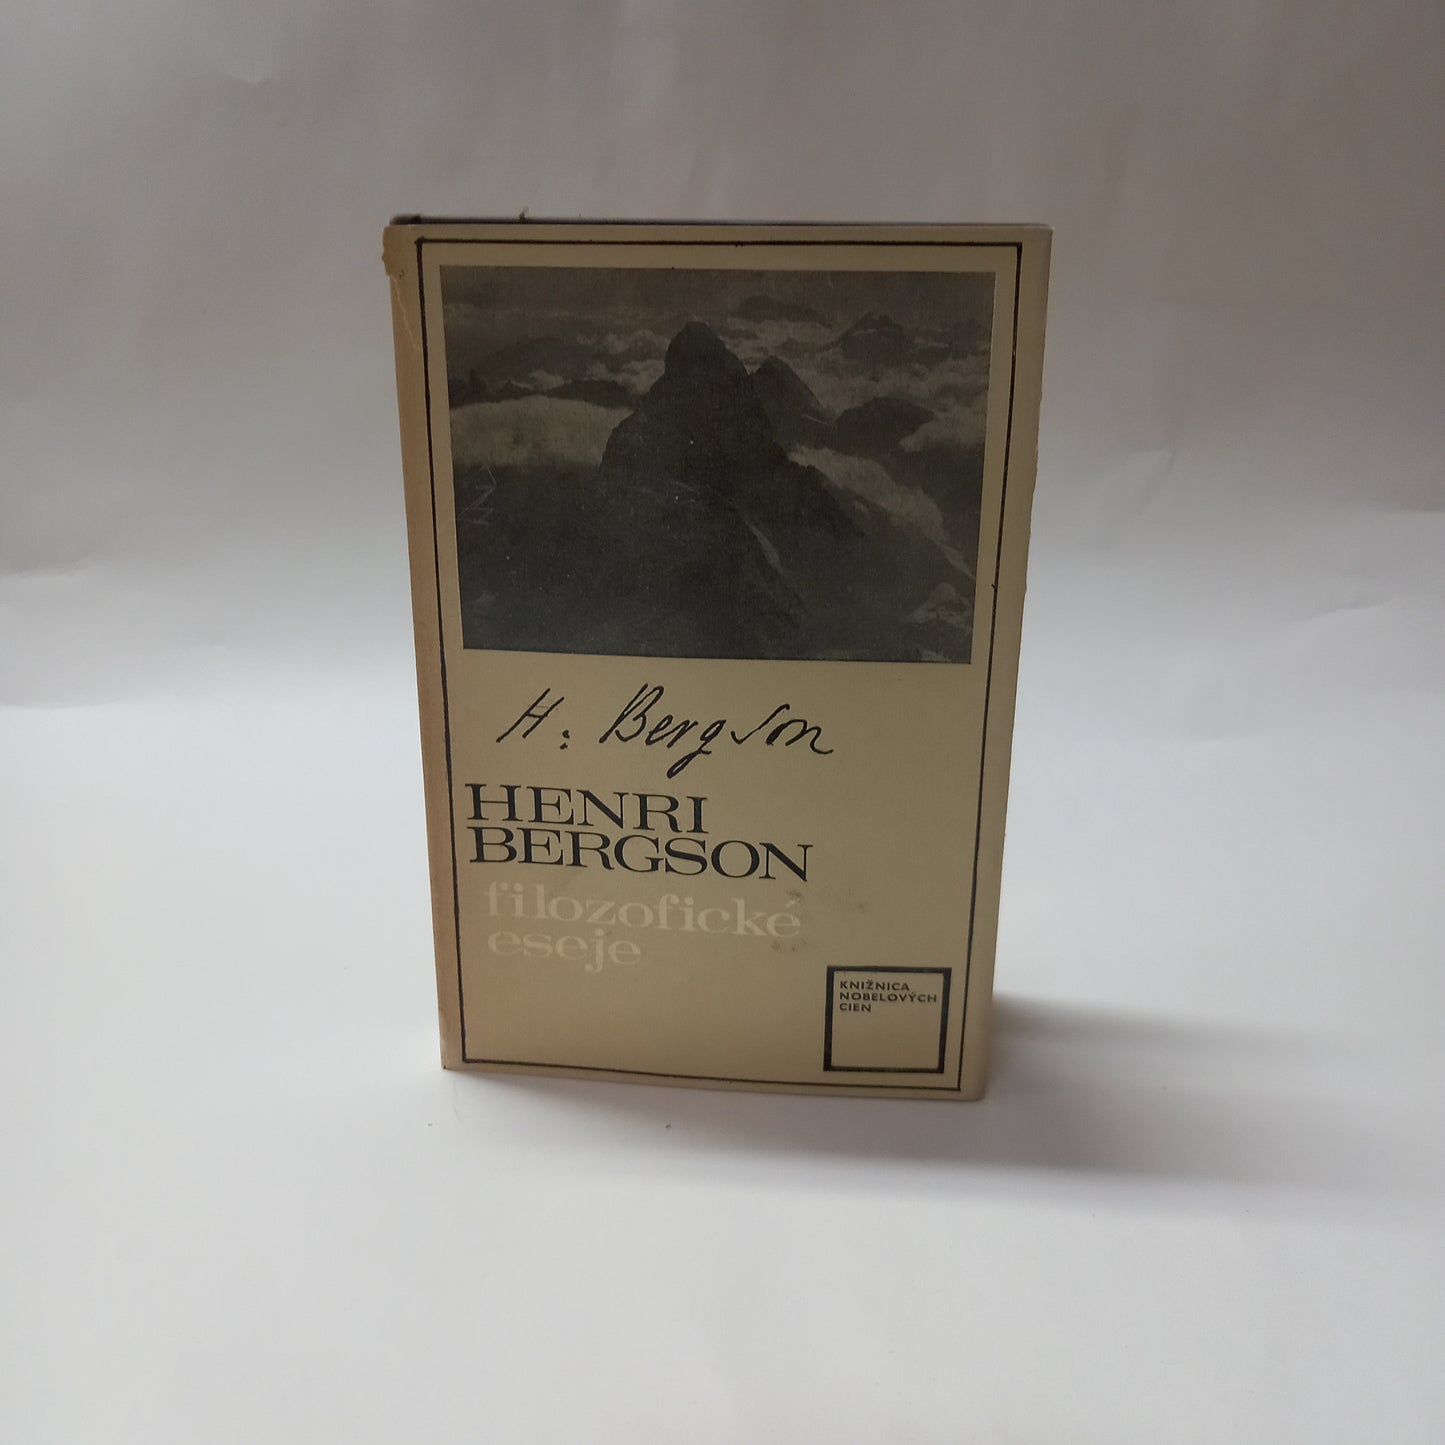 H. Bergson
HENRI
BERGSON
filozofické
eseje
KNIŽNICA
NOBELOVÝCH
CIEN